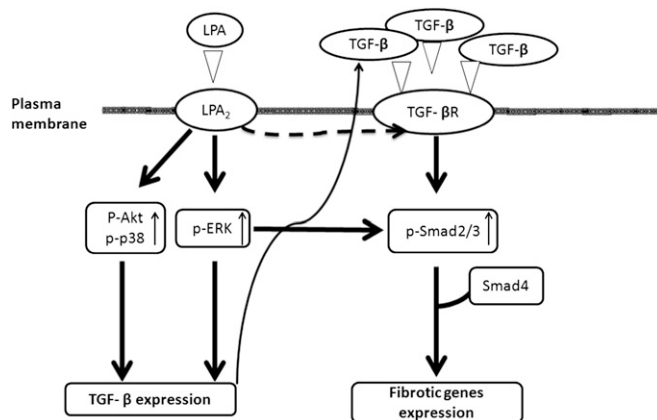 LPA
TGF-β
TGF-β
TGF-β
Plasma
membrane
LPA₂
TGF- βR
P-Akt
p-p38
p-ERK
p-Smad2/3
Smad4
TGF- β expression
Fibrotic genes
expression